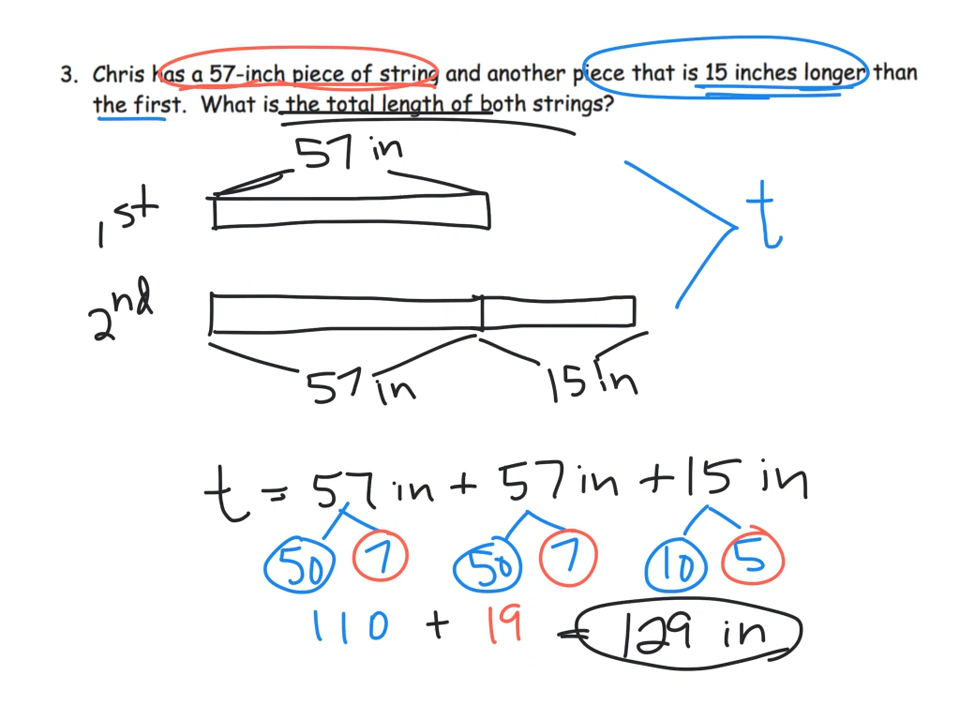 3. Chris has a 57-inch piece of string and another piece that is 15 inches longer than
the first. What is the total length of both strings?
57 in
1st
t
2nd
57 in 15 in
t = 57 in + 57 in + 15 in
50 7 50 7 10 5
110 + 19 = 129 in